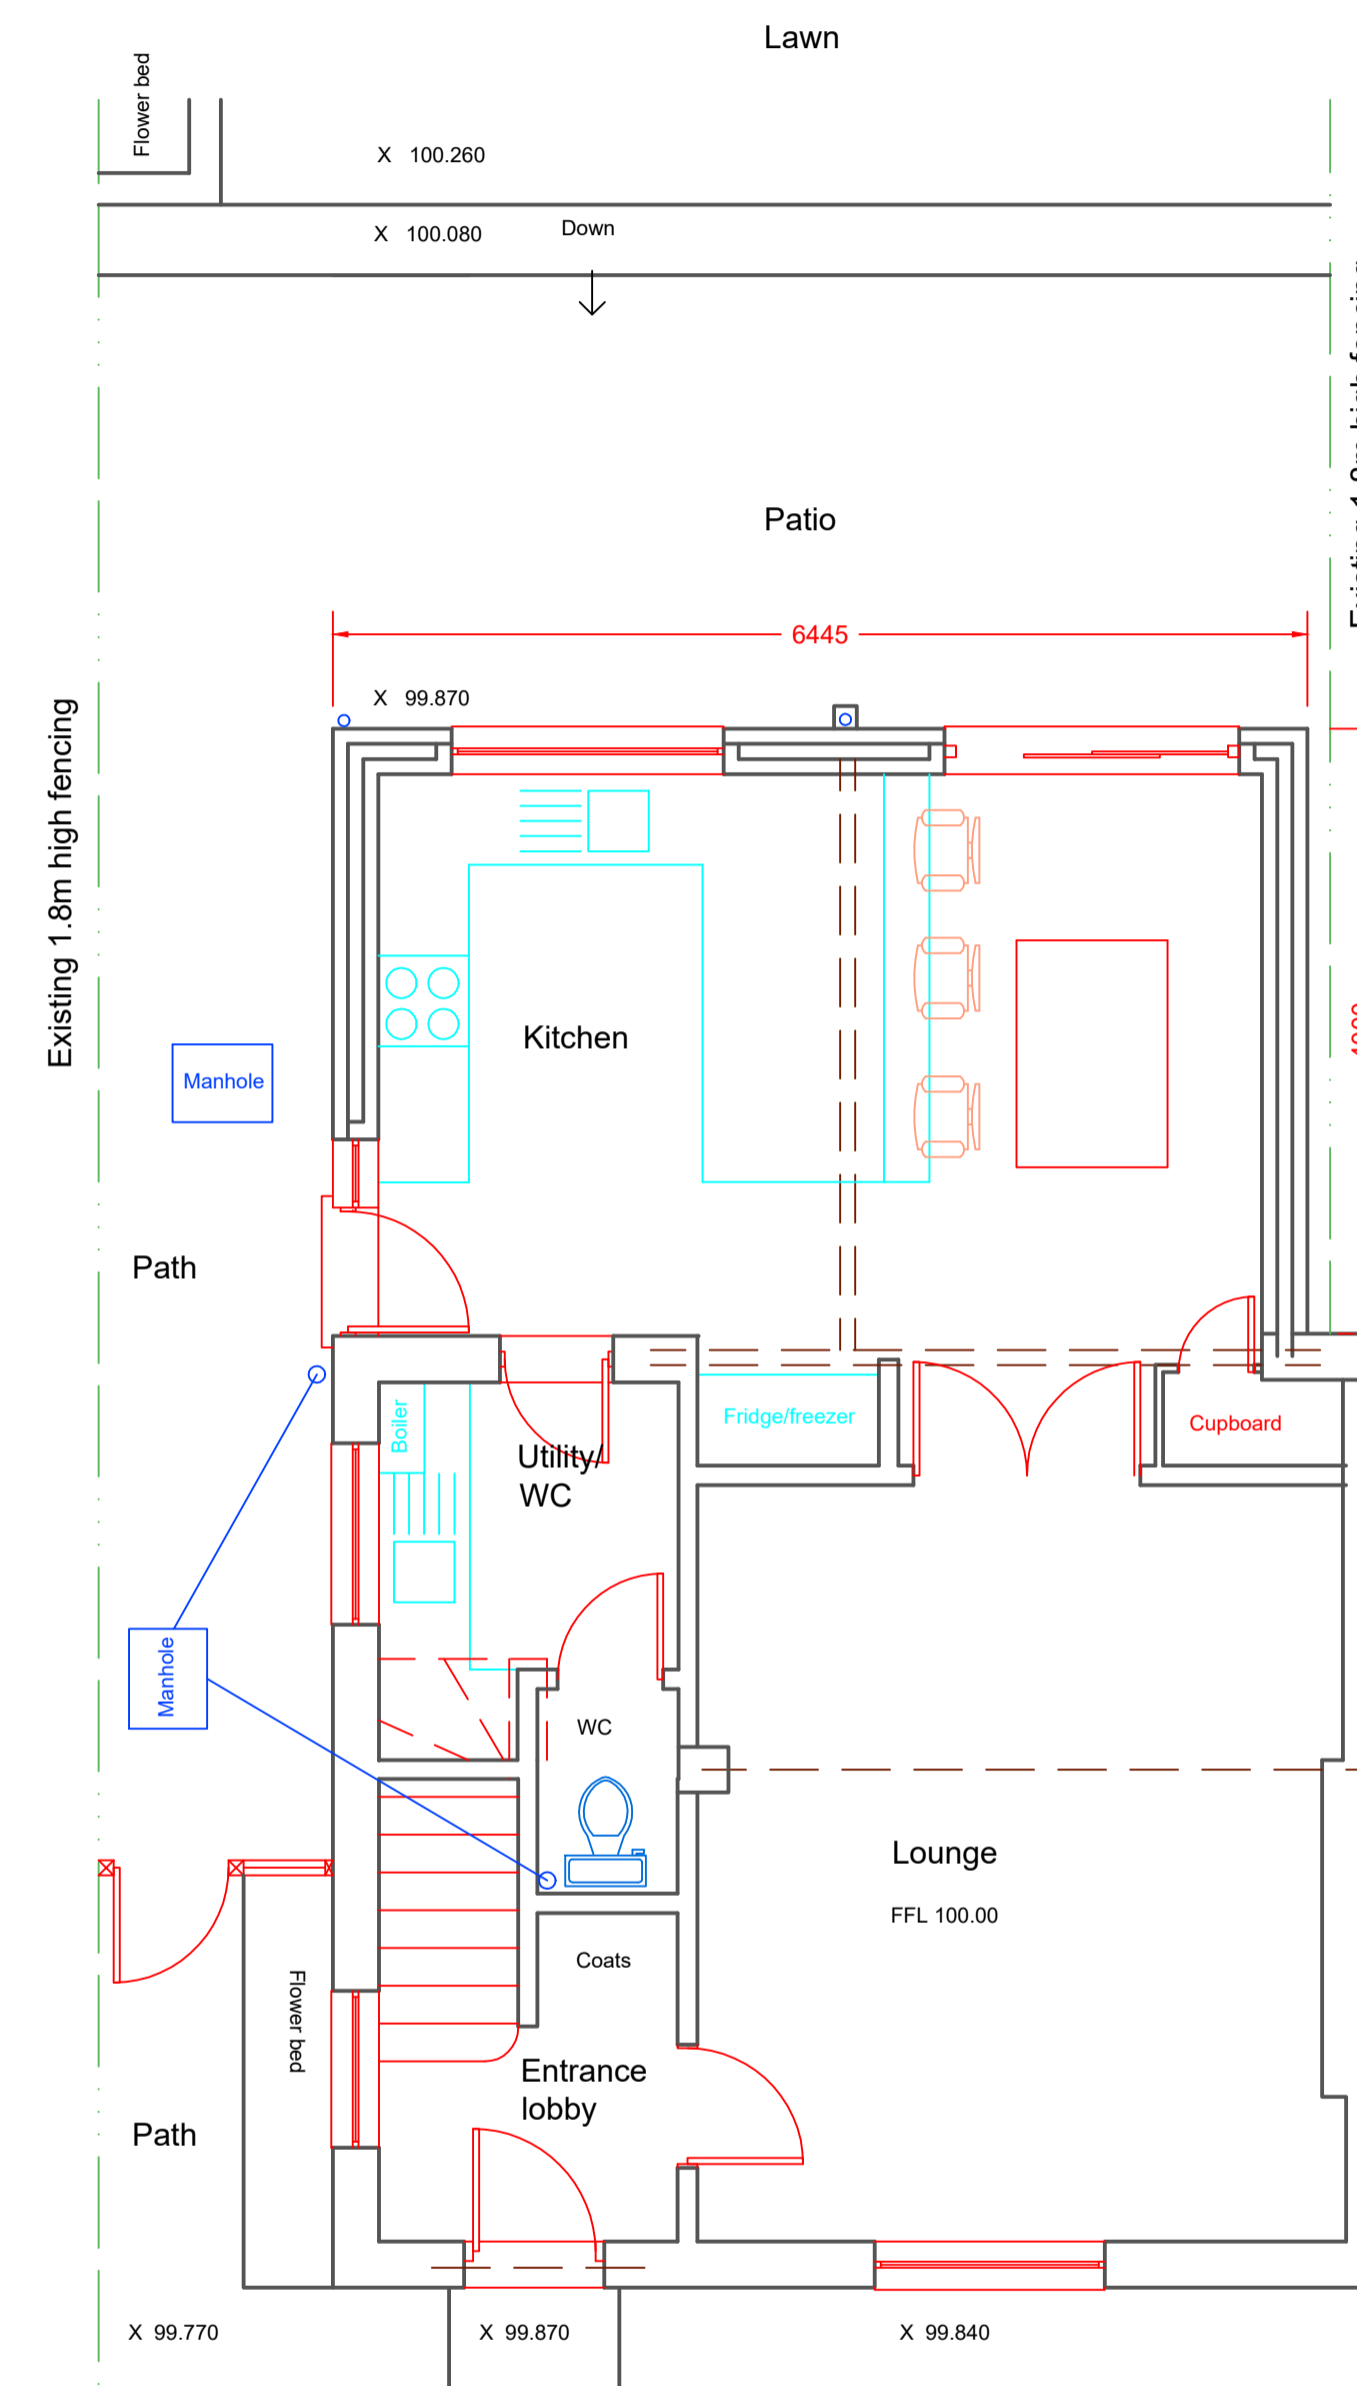 Lawn
Flower bed
X 100.260
X 100.080
Down
Patio
6445
X 99.870
Existing 1.8m high fencing
Kitchen
Manhole
Path
Boiler
Utility/
WC
Fridge/freezer
Cupboard
Manhole
WC
Lounge
FFL 100.00
Coats
Flower bed
Entrance
lobby
Path
X 99.770
X 99.870
X 99.840